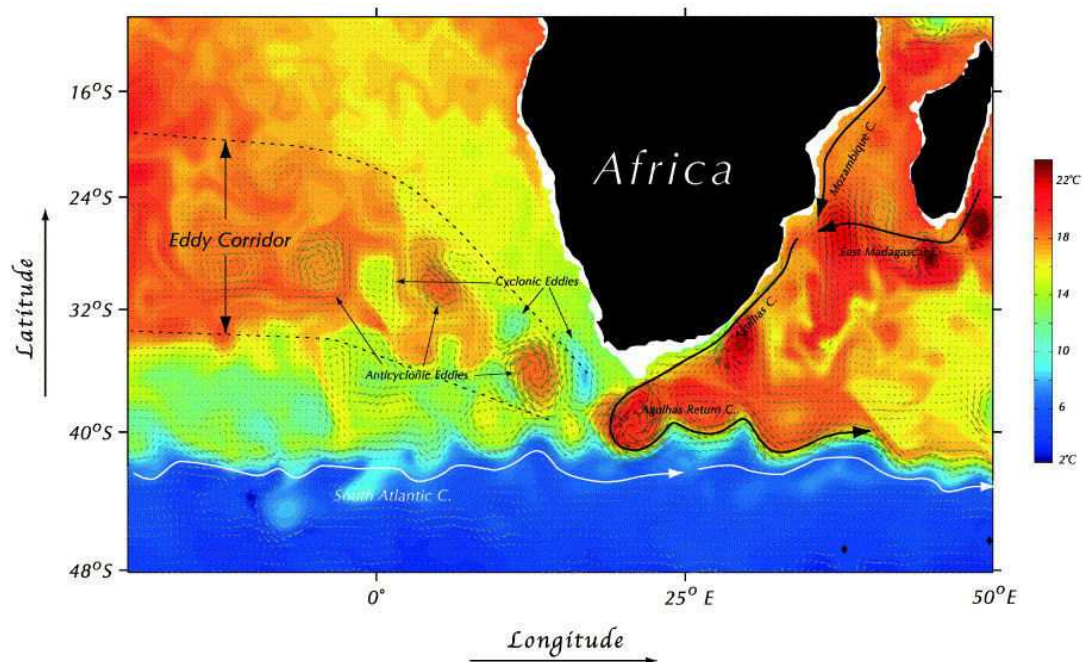 16°S
24°S
32°S
40°S
48°S
Latitude
Africa
Mozambique C.
East Madagascar
Eddy Corridor
Cyclonic Eddies
Agulhas C.
Anticyclonic Eddies
Agulhas Return C.
South Atlantic C.
22°C
18
14
10
6
2°C
0°
25° E
50° E
Longitude